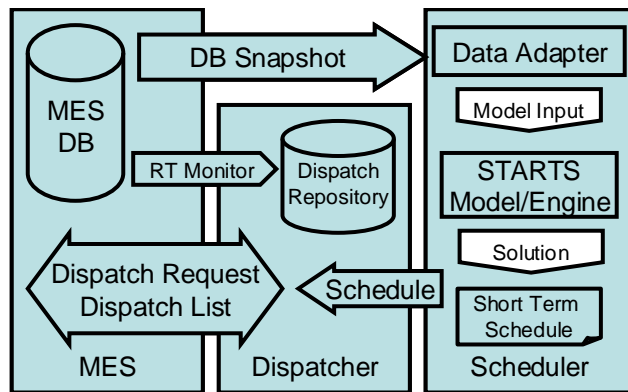 DB Snapshot
Data Adapter
MES
DB
Model Input
RT Monitor
Dispatch
Repository
STARTS
Model/Engine
Solution
Dispatch Request
Dispatch List
Schedule
Short Term
Schedule
MES
Dispatcher
Scheduler